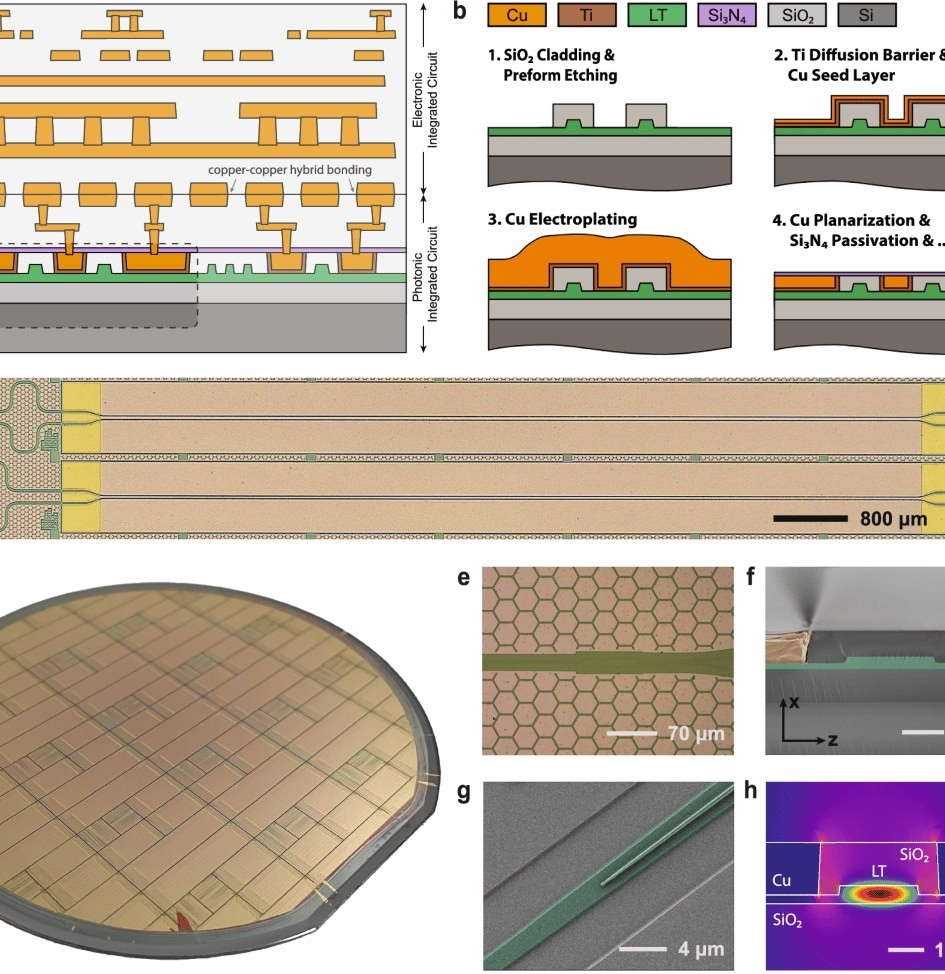 b
Cu Ti LT Si₃N₄ SiO₂ Si
Electronic
Integrated Circuit
copper-copper hybrid bonding
Photonic
Integrated Circuit
1. SiO₂ Cladding &
Preform Etching
2. Ti Diffusion Barrier &
Cu Seed Layer
3. Cu Electroplating
4. Cu Planarization &
Si₃N₄ Passivation & ..
800 µm
e
70 µm
f
x
z
g
4 µm
h
SiO₂
LT
Cu
SiO₂
1